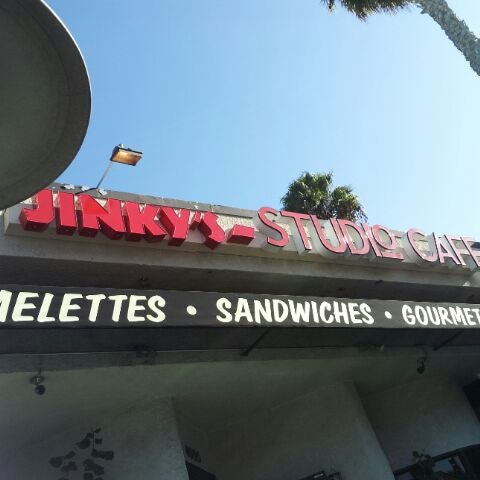 JINKY'S STUDIO CAFE
MELETTES • SANDWICHES • GOURMET